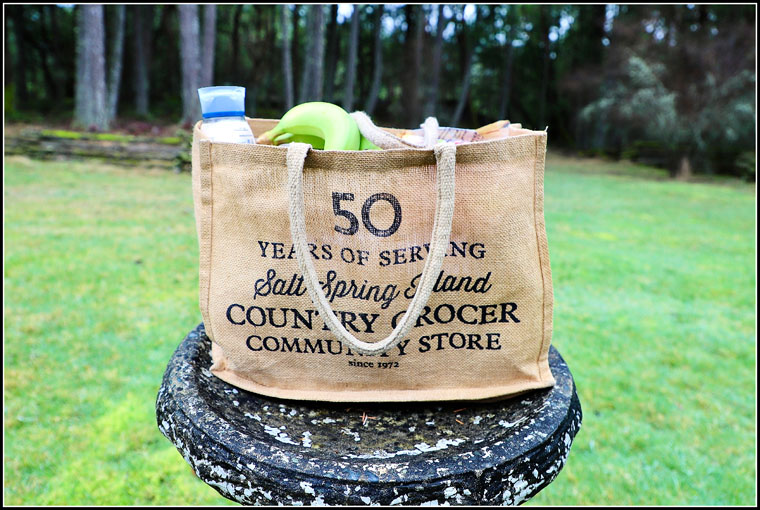 50
YEARS OF SERVING
Salt Spring Island
COUNTRY GROCER
COMMUNITY STORE
since 1972